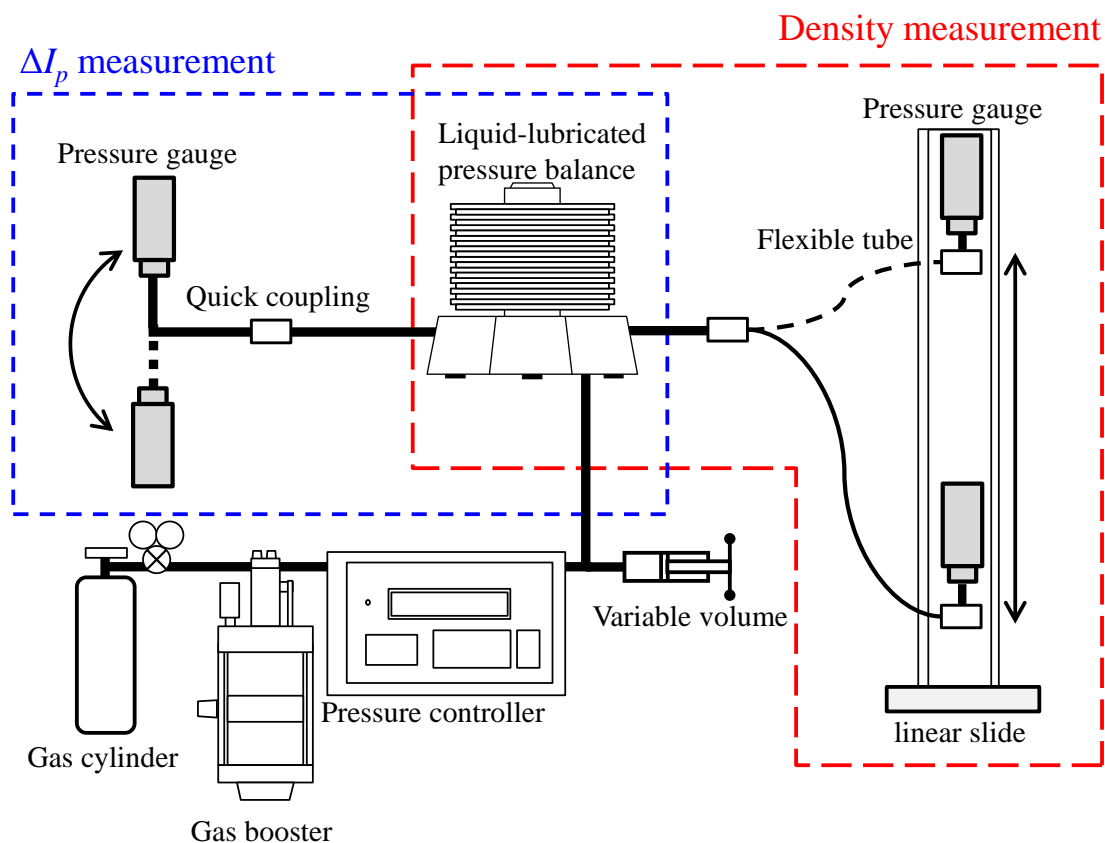 Density measurement
ΔIp measurement
Pressure gauge
Liquid-lubricated
pressure balance
Pressure gauge
Flexible tube
Quick coupling
Variable volume
Pressure controller
linear slide
Gas cylinder
Gas booster